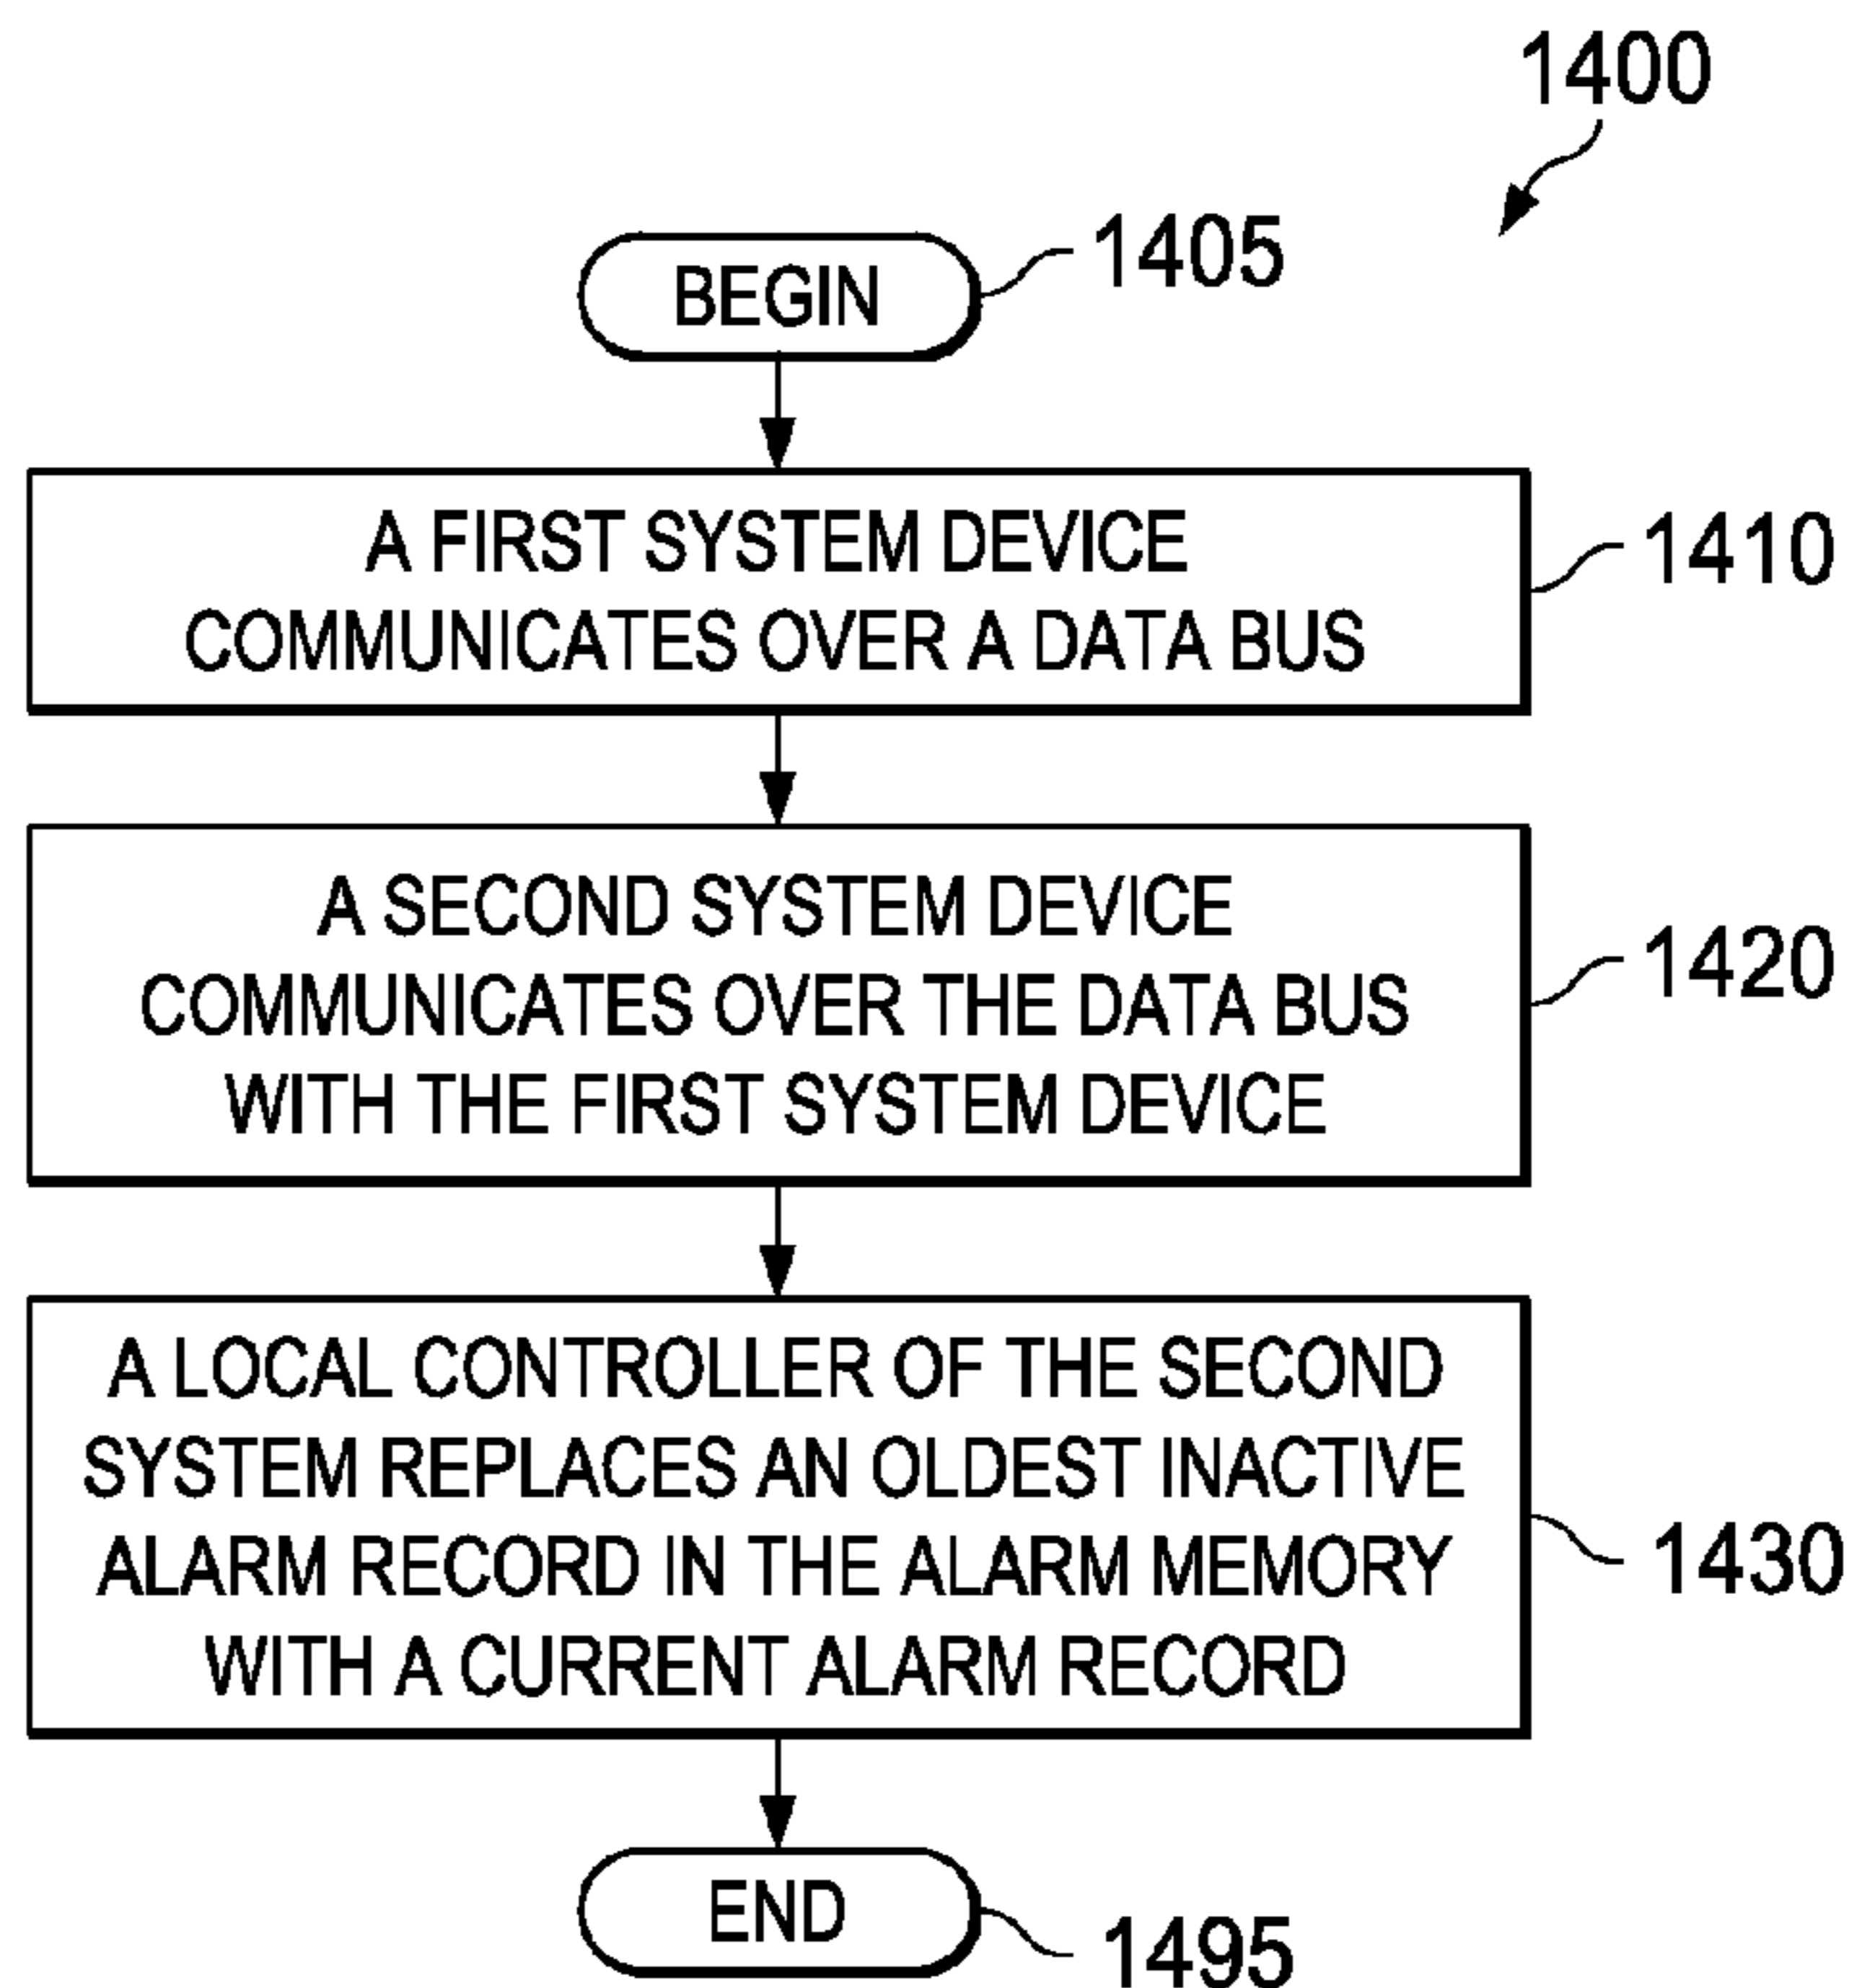 1400
BEGIN
1405
A FIRST SYSTEM DEVICE
COMMUNICATES OVER A DATA BUS
1410
A SECOND SYSTEM DEVICE
COMMUNICATES OVER THE DATA BUS
WITH THE FIRST SYSTEM DEVICE
1420
A LOCAL CONTROLLER OF THE SECOND
SYSTEM REPLACES AN OLDEST INACTIVE
ALARM RECORD IN THE ALARM MEMORY
WITH A CURRENT ALARM RECORD
1430
END
1495